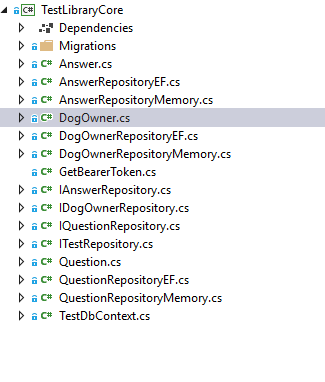 C# TestLibraryCore
Dependencies
Migrations
C# Answer.cs
C# AnswerRepositoryEF.cs
C# AnswerRepositoryMemory.cs
C# DogOwner.cs
C# DogOwnerRepositoryEF.cs
C# DogOwnerRepositoryMemory.cs
C# GetBearerToken.cs
C# IAnswerRepository.cs
C# IDogOwnerRepository.cs
C# IQuestionRepository.cs
C# ITestRepository.cs
C# Question.cs
C# QuestionRepositoryEF.cs
C# QuestionRepositoryMemory.cs
C# TestDbContext.cs